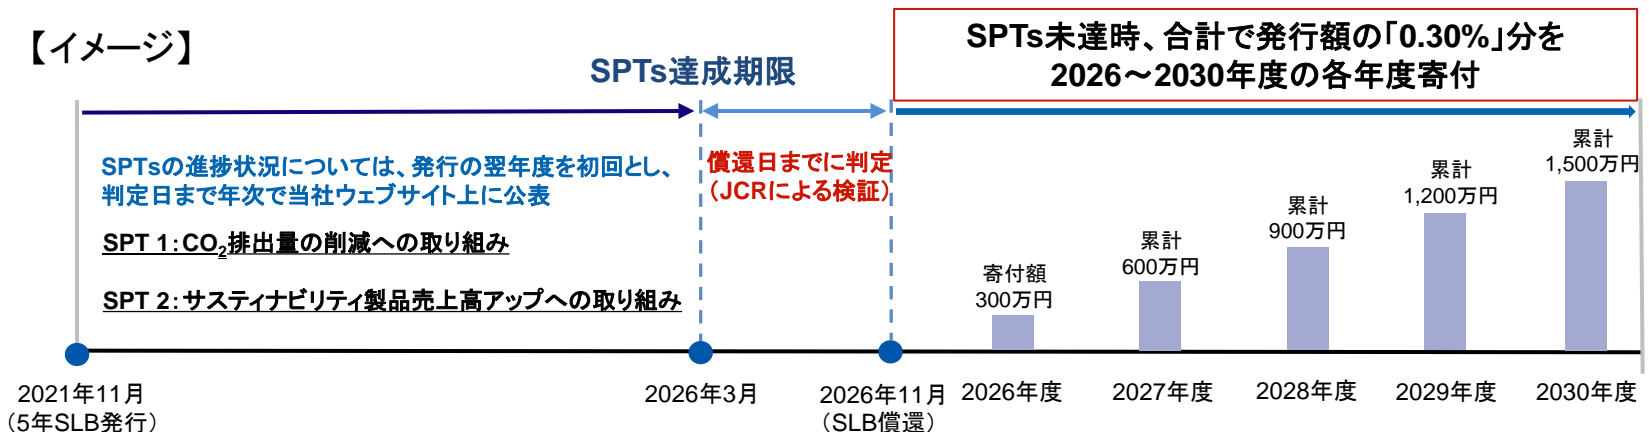 【イメージ】
SPTs達成期限
SPTs未達時、合計で発行額の「0.30%」分を
2026～2030年度の各年度寄付
SPTsの進捗状況については、発行の翌年度を初回とし、
判定日まで年次で当社ウェブサイト上に公表
SPT 1：CO₂排出量の削減への取り組み
SPT 2：サスティナビリティ製品売上高アップへの取り組み
償還日までに判定
（JCRによる検証）
寄付額
300万円
累計
600万円
累計
900万円
累計
1,200万円
累計
1,500万円
2021年11月
（5年SLB発行）
2026年3月
2026年11月
（SLB償還）
2026年度
2027年度
2028年度
2029年度
2030年度